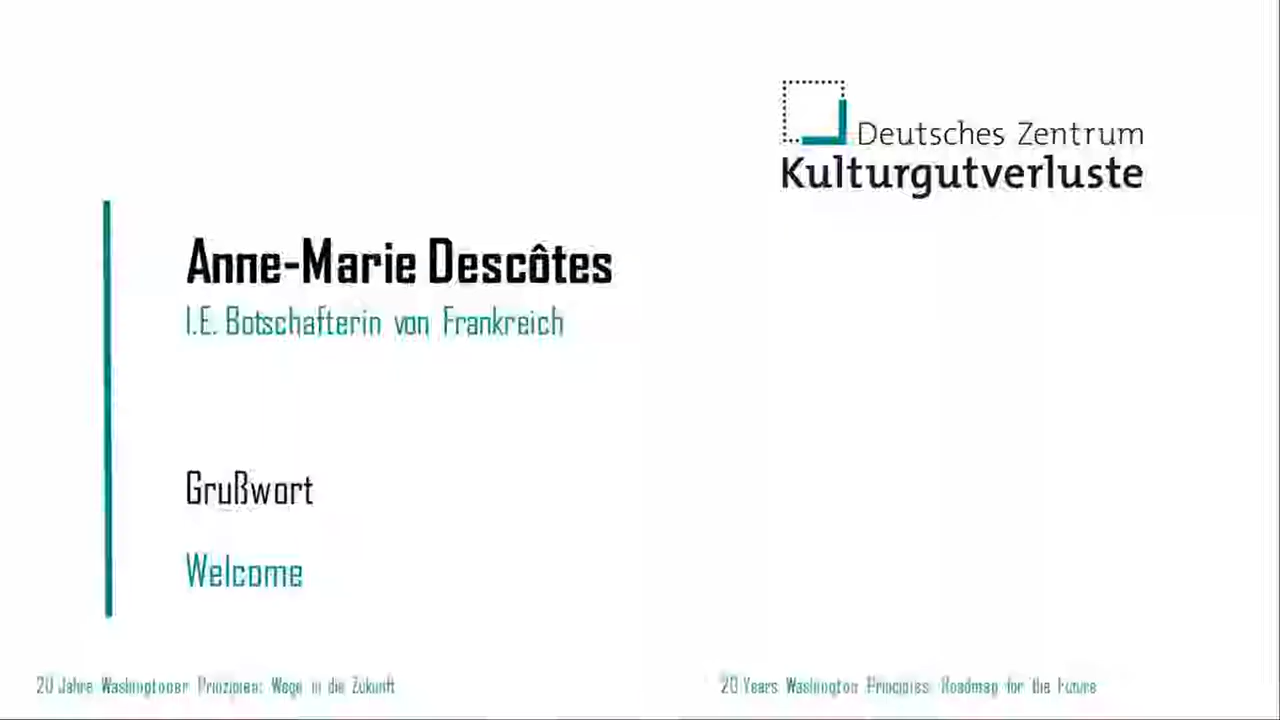 Deutsches Zentrum
Kulturgutverluste
Anne-Marie Descôtes
I.E. Botschafterin von Frankreich
Grußwort
Welcome
20 Jahre Washingtoner Prinzipien: Wege in die Zukunft
20 Years Washington Principles: Roadmap for the Future